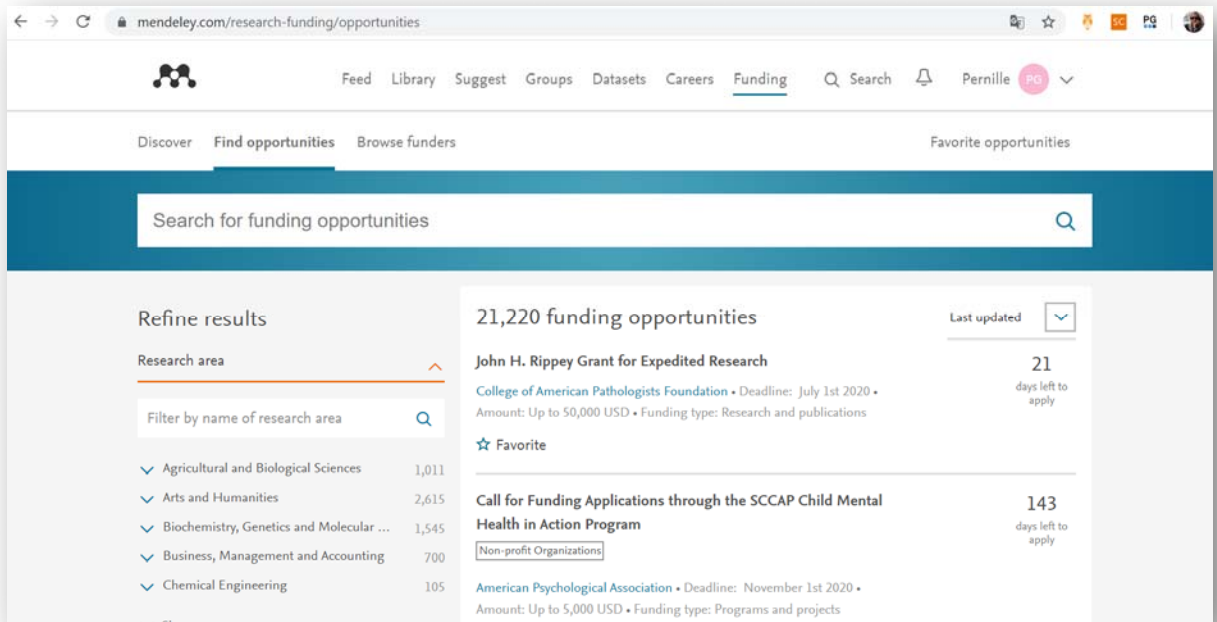 mendeley.com/research-funding/opportunities
SC
PG
Feed Library Suggest Groups Datasets Careers Funding Search Pernille PG
Discover Find opportunities Browse funders Favorite opportunities
Search for funding opportunities
Refine results
Research area
Filter by name of research area
Agricultural and Biological Sciences 1,011
Arts and Humanities 2,615
Biochemistry, Genetics and Molecular ... 1,545
Business, Management and Accounting 700
Chemical Engineering 105
21,220 funding opportunities
Last updated
John H. Rippey Grant for Expedited Research
21
days left to
apply
College of American Pathologists Foundation • Deadline: July 1st 2020 •
Amount: Up to 50,000 USD • Funding type: Research and publications
Favorite
Call for Funding Applications through the SCCAP Child Mental
Health in Action Program
143
days left to
apply
Non-profit Organizations
American Psychological Association • Deadline: November 1st 2020 •
Amount: Up to 5,000 USD • Funding type: Programs and projects